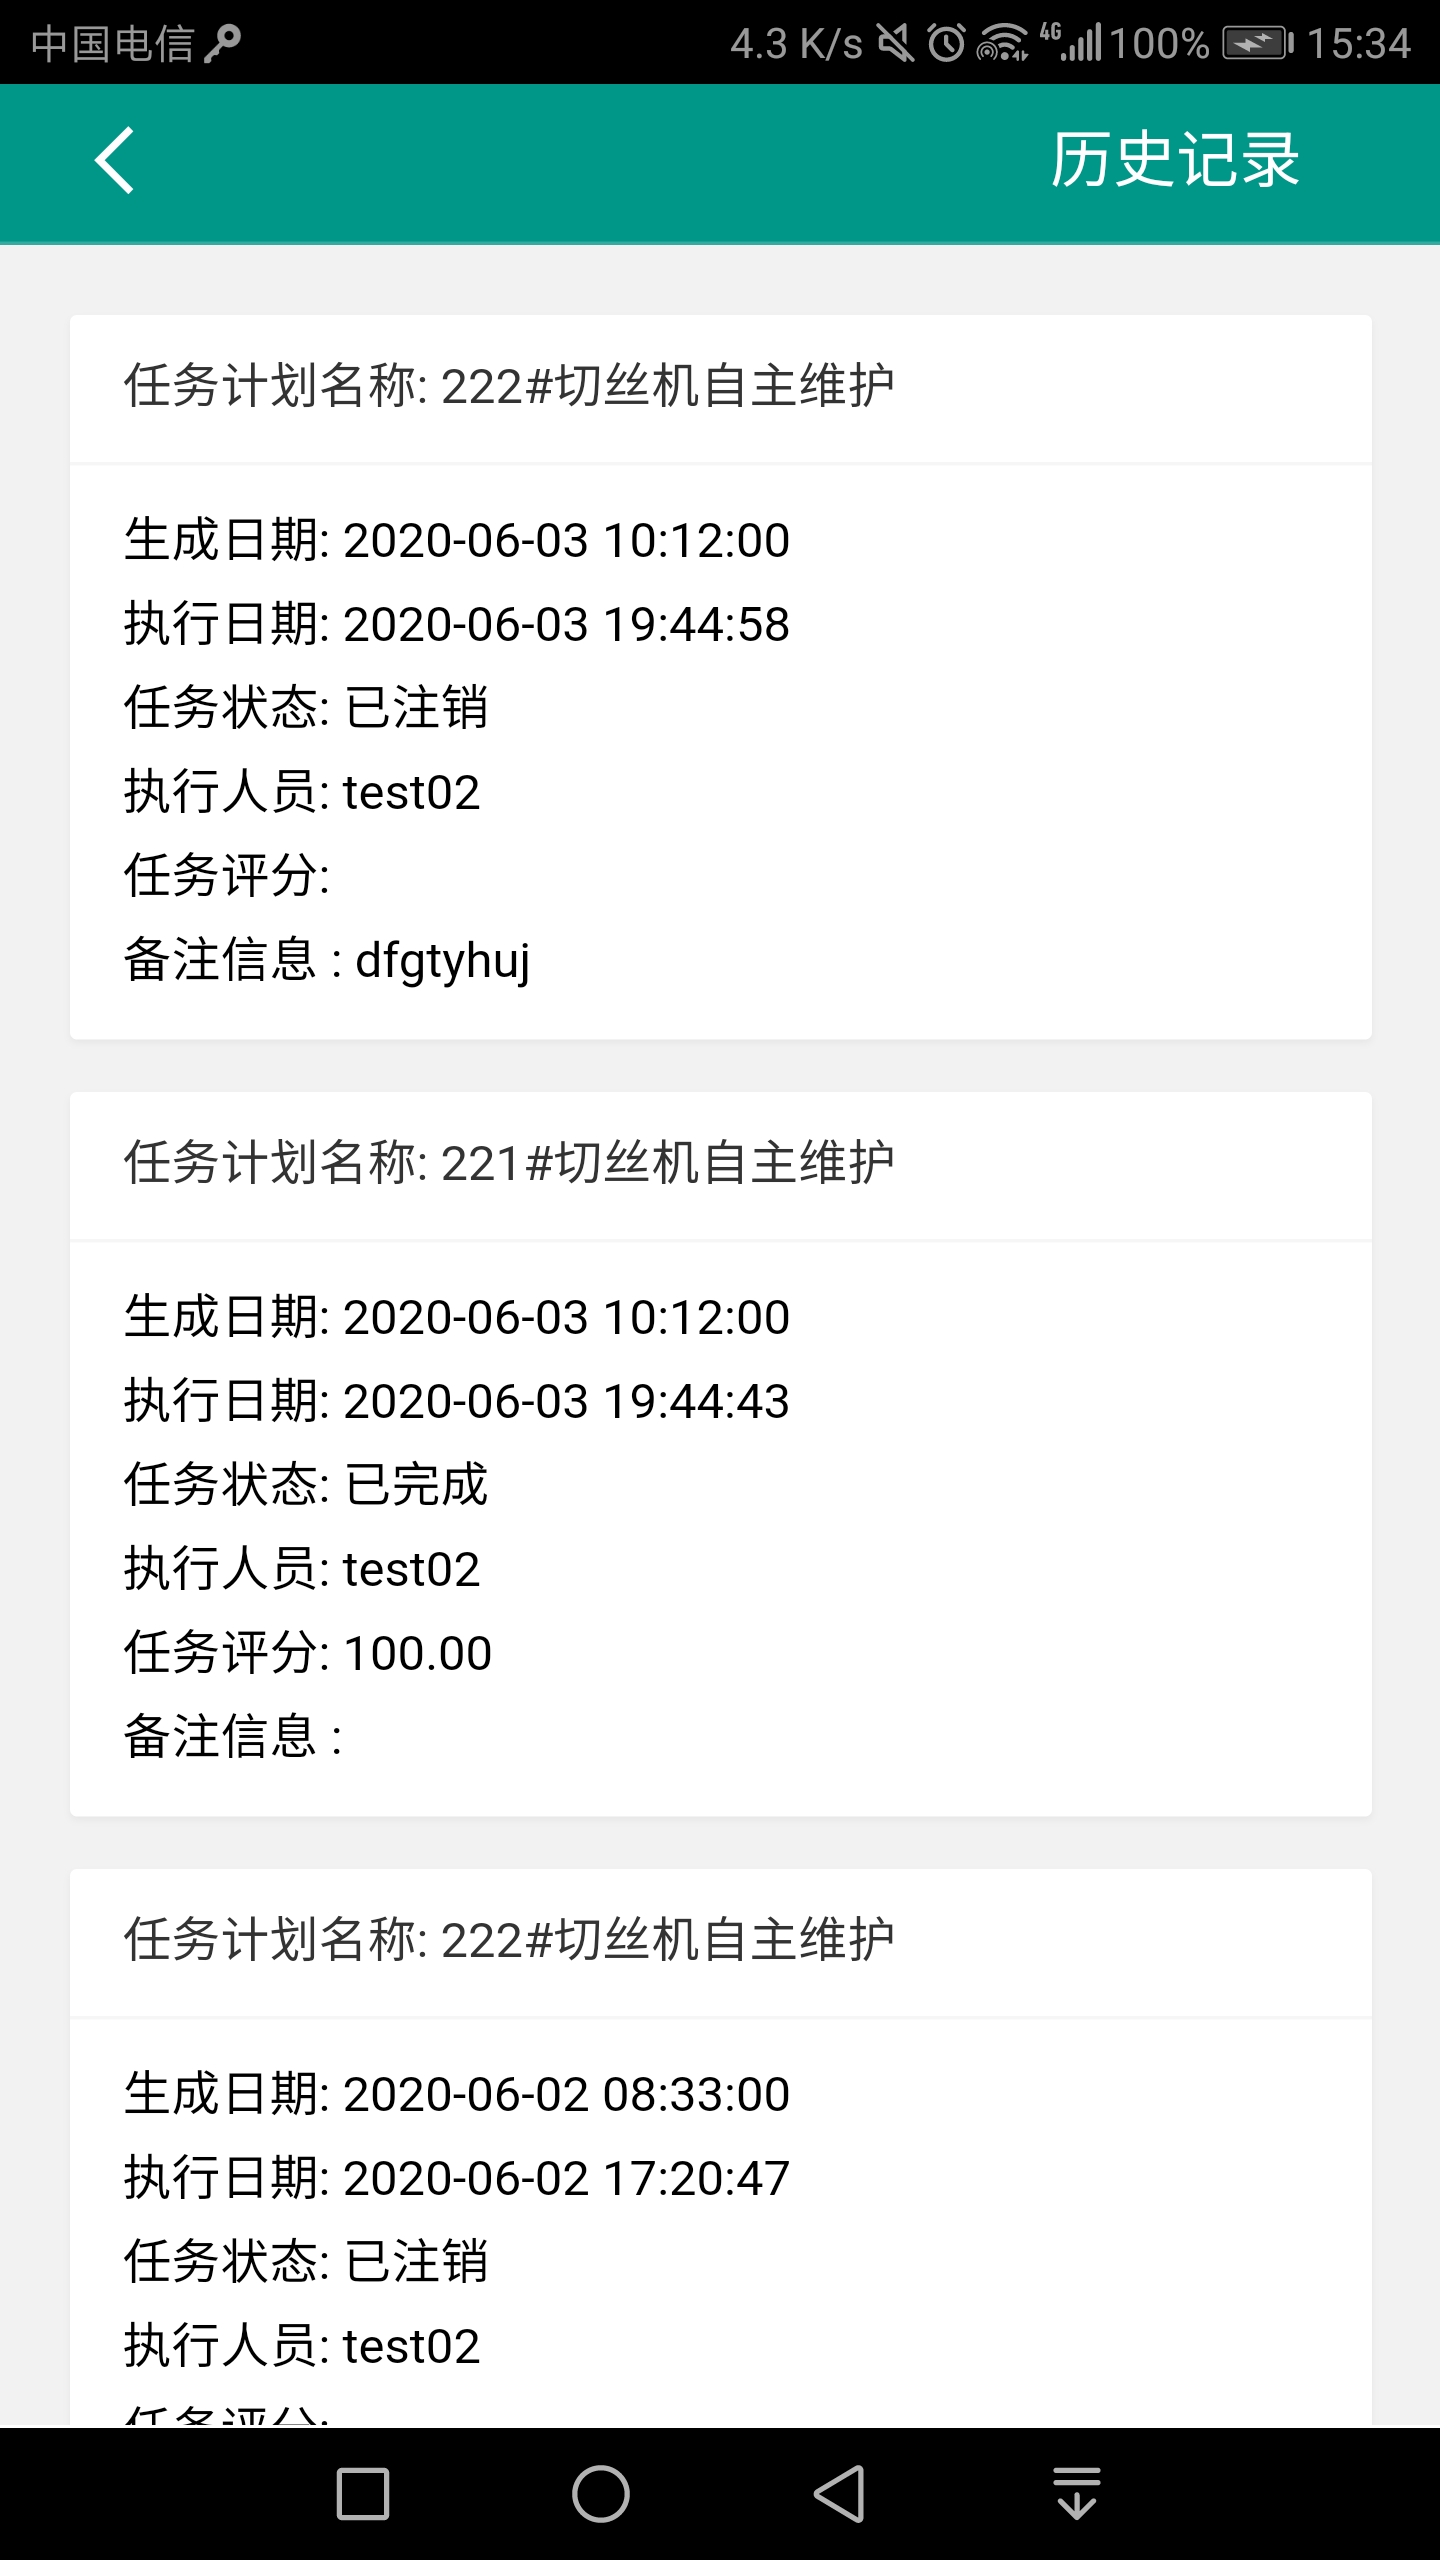 中国电信 4.3 K/s 4G 100% 15:34
历史记录
任务计划名称: 222#切丝机自主维护
生成日期: 2020-06-03 10:12:00
执行日期: 2020-06-03 19:44:58
任务状态: 已注销
执行人员: test02
任务评分:
备注信息 : dfgtyhuj
任务计划名称: 221#切丝机自主维护
生成日期: 2020-06-03 10:12:00
执行日期: 2020-06-03 19:44:43
任务状态: 已完成
执行人员: test02
任务评分: 100.00
备注信息 :
任务计划名称: 222#切丝机自主维护
生成日期: 2020-06-02 08:33:00
执行日期: 2020-06-02 17:20:47
任务状态: 已注销
执行人员: test02
任务评分: